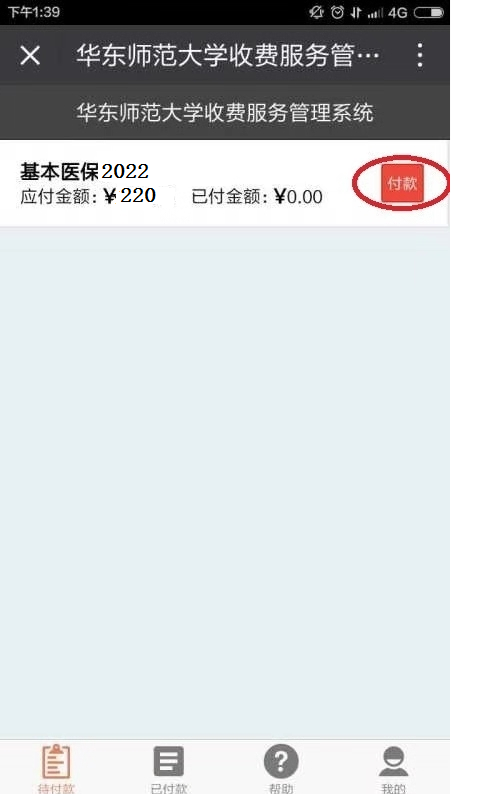 下午1:39 4G
华东师范大学收费服务管…
华东师范大学收费服务管理系统
基本医保2022
应付金额:¥220 已付金额:¥0.00 付款
待付款 已付款 帮助 我的